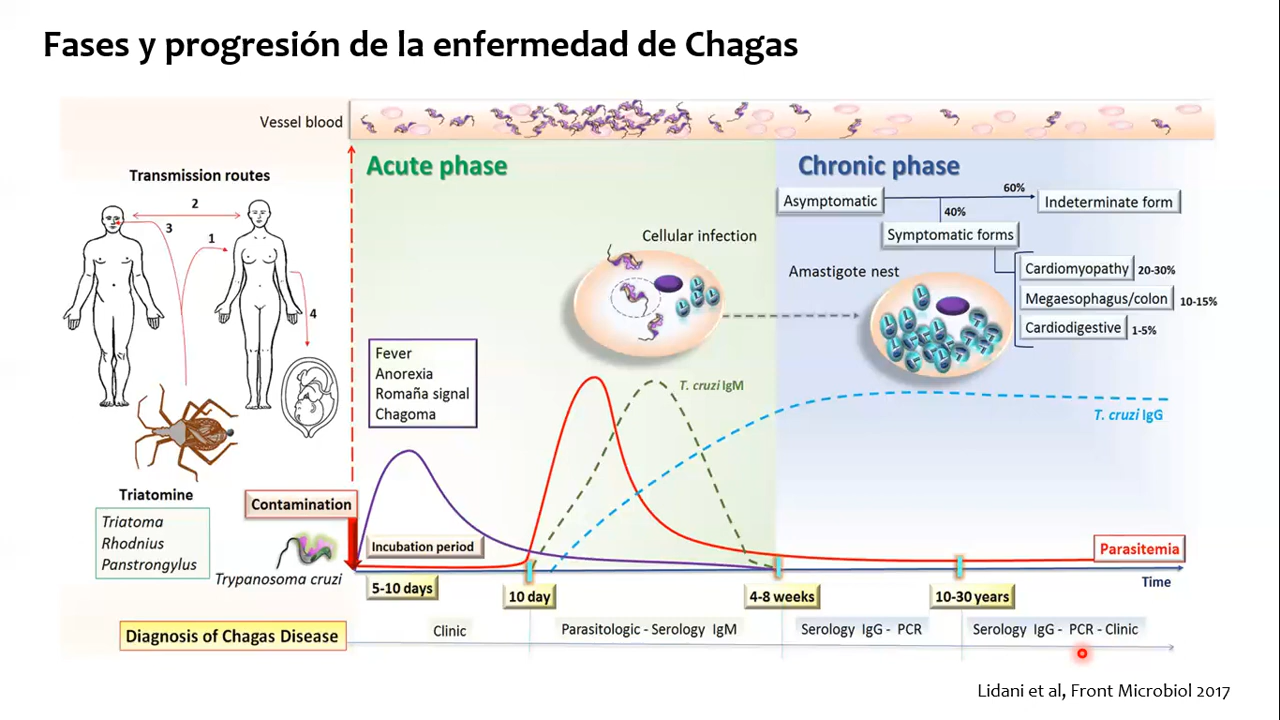 Fases y progresión de la enfermedad de Chagas
Vessel blood
Transmission routes
2
3
1
4
Triatomine
Triatoma
Rhodnius
Panstrongylus
Contamination
Trypanosoma cruzi
Acute phase
Fever
Anorexia
Romaña signal
Chagoma
Cellular infection
T. cruzi IgM
Chronic phase
Asymptomatic
60%
Indeterminate form
40%
Symptomatic forms
Amastigote nest
Cardiomyopathy 20-30%
Megaesophagus/colon 10-15%
Cardiodigestive 1-5%
T. cruzi IgG
Incubation period
Parasitemia
5-10 days
10 day
4-8 weeks
10-30 years
Time
Diagnosis of Chagas Disease
Clinic
Parasitologic - Serology IgM
Serology IgG - PCR
Serology IgG - PCR - Clinic
Lidani et al, Front Microbiol 2017